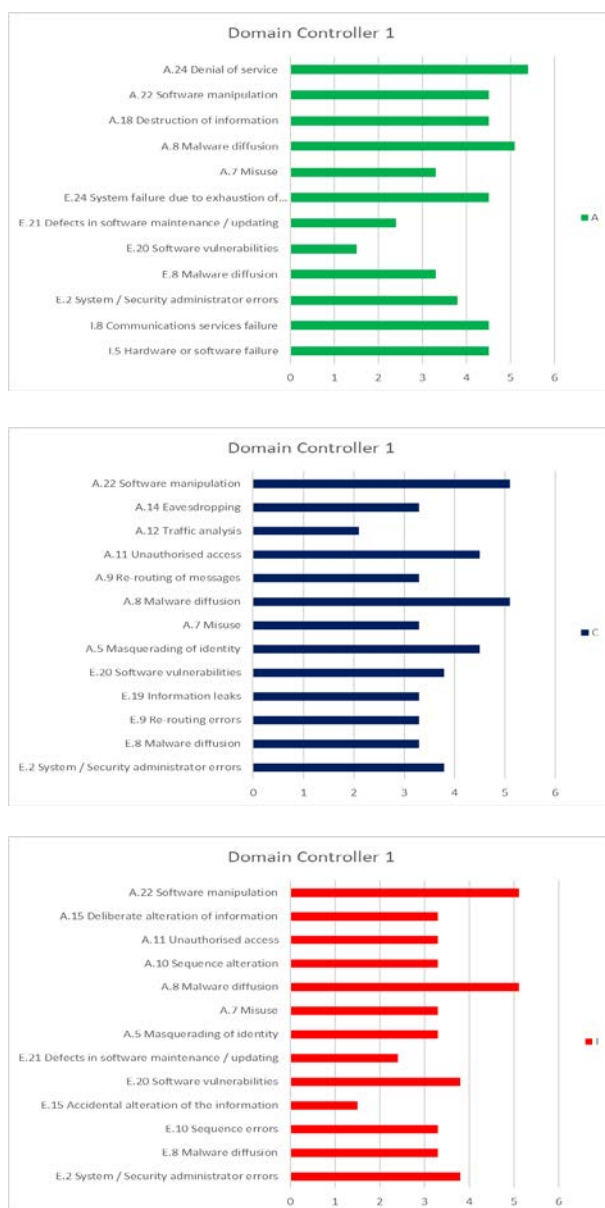 Domain Controller 1
A.24 Denial of service
A.22 Software manipulation
A.18 Destruction of information
A.8 Malware diffusion
A.7 Misuse
E.24 System failure due to exhaustion of...
E.21 Defects in software maintenance / updating
E.20 Software vulnerabilities
E.8 Malware diffusion
E.2 System / Security administrator errors
I.8 Communications services failure
I.5 Hardware or software failure
0 1 2 3 4 5 6
A
Domain Controller 1
A.22 Software manipulation
A.14 Eavesdropping
A.12 Traffic analysis
A.11 Unauthorised access
A.9 Re-routing of messages
A.8 Malware diffusion
A.7 Misuse
A.5 Masquerading of identity
E.20 Software vulnerabilities
E.19 Information leaks
E.9 Re-routing errors
E.8 Malware diffusion
E.2 System / Security administrator errors
0 1 2 3 4 5 6
C
Domain Controller 1
A.22 Software manipulation
A.15 Deliberate alteration of information
A.11 Unauthorised access
A.10 Sequence alteration
A.8 Malware diffusion
A.7 Misuse
A.5 Masquerading of identity
E.21 Defects in software maintenance / updating
E.20 Software vulnerabilities
E.15 Accidental alteration of the information
E.10 Sequence errors
E.8 Malware diffusion
E.2 System / Security administrator errors
0 1 2 3 4 5 6
I